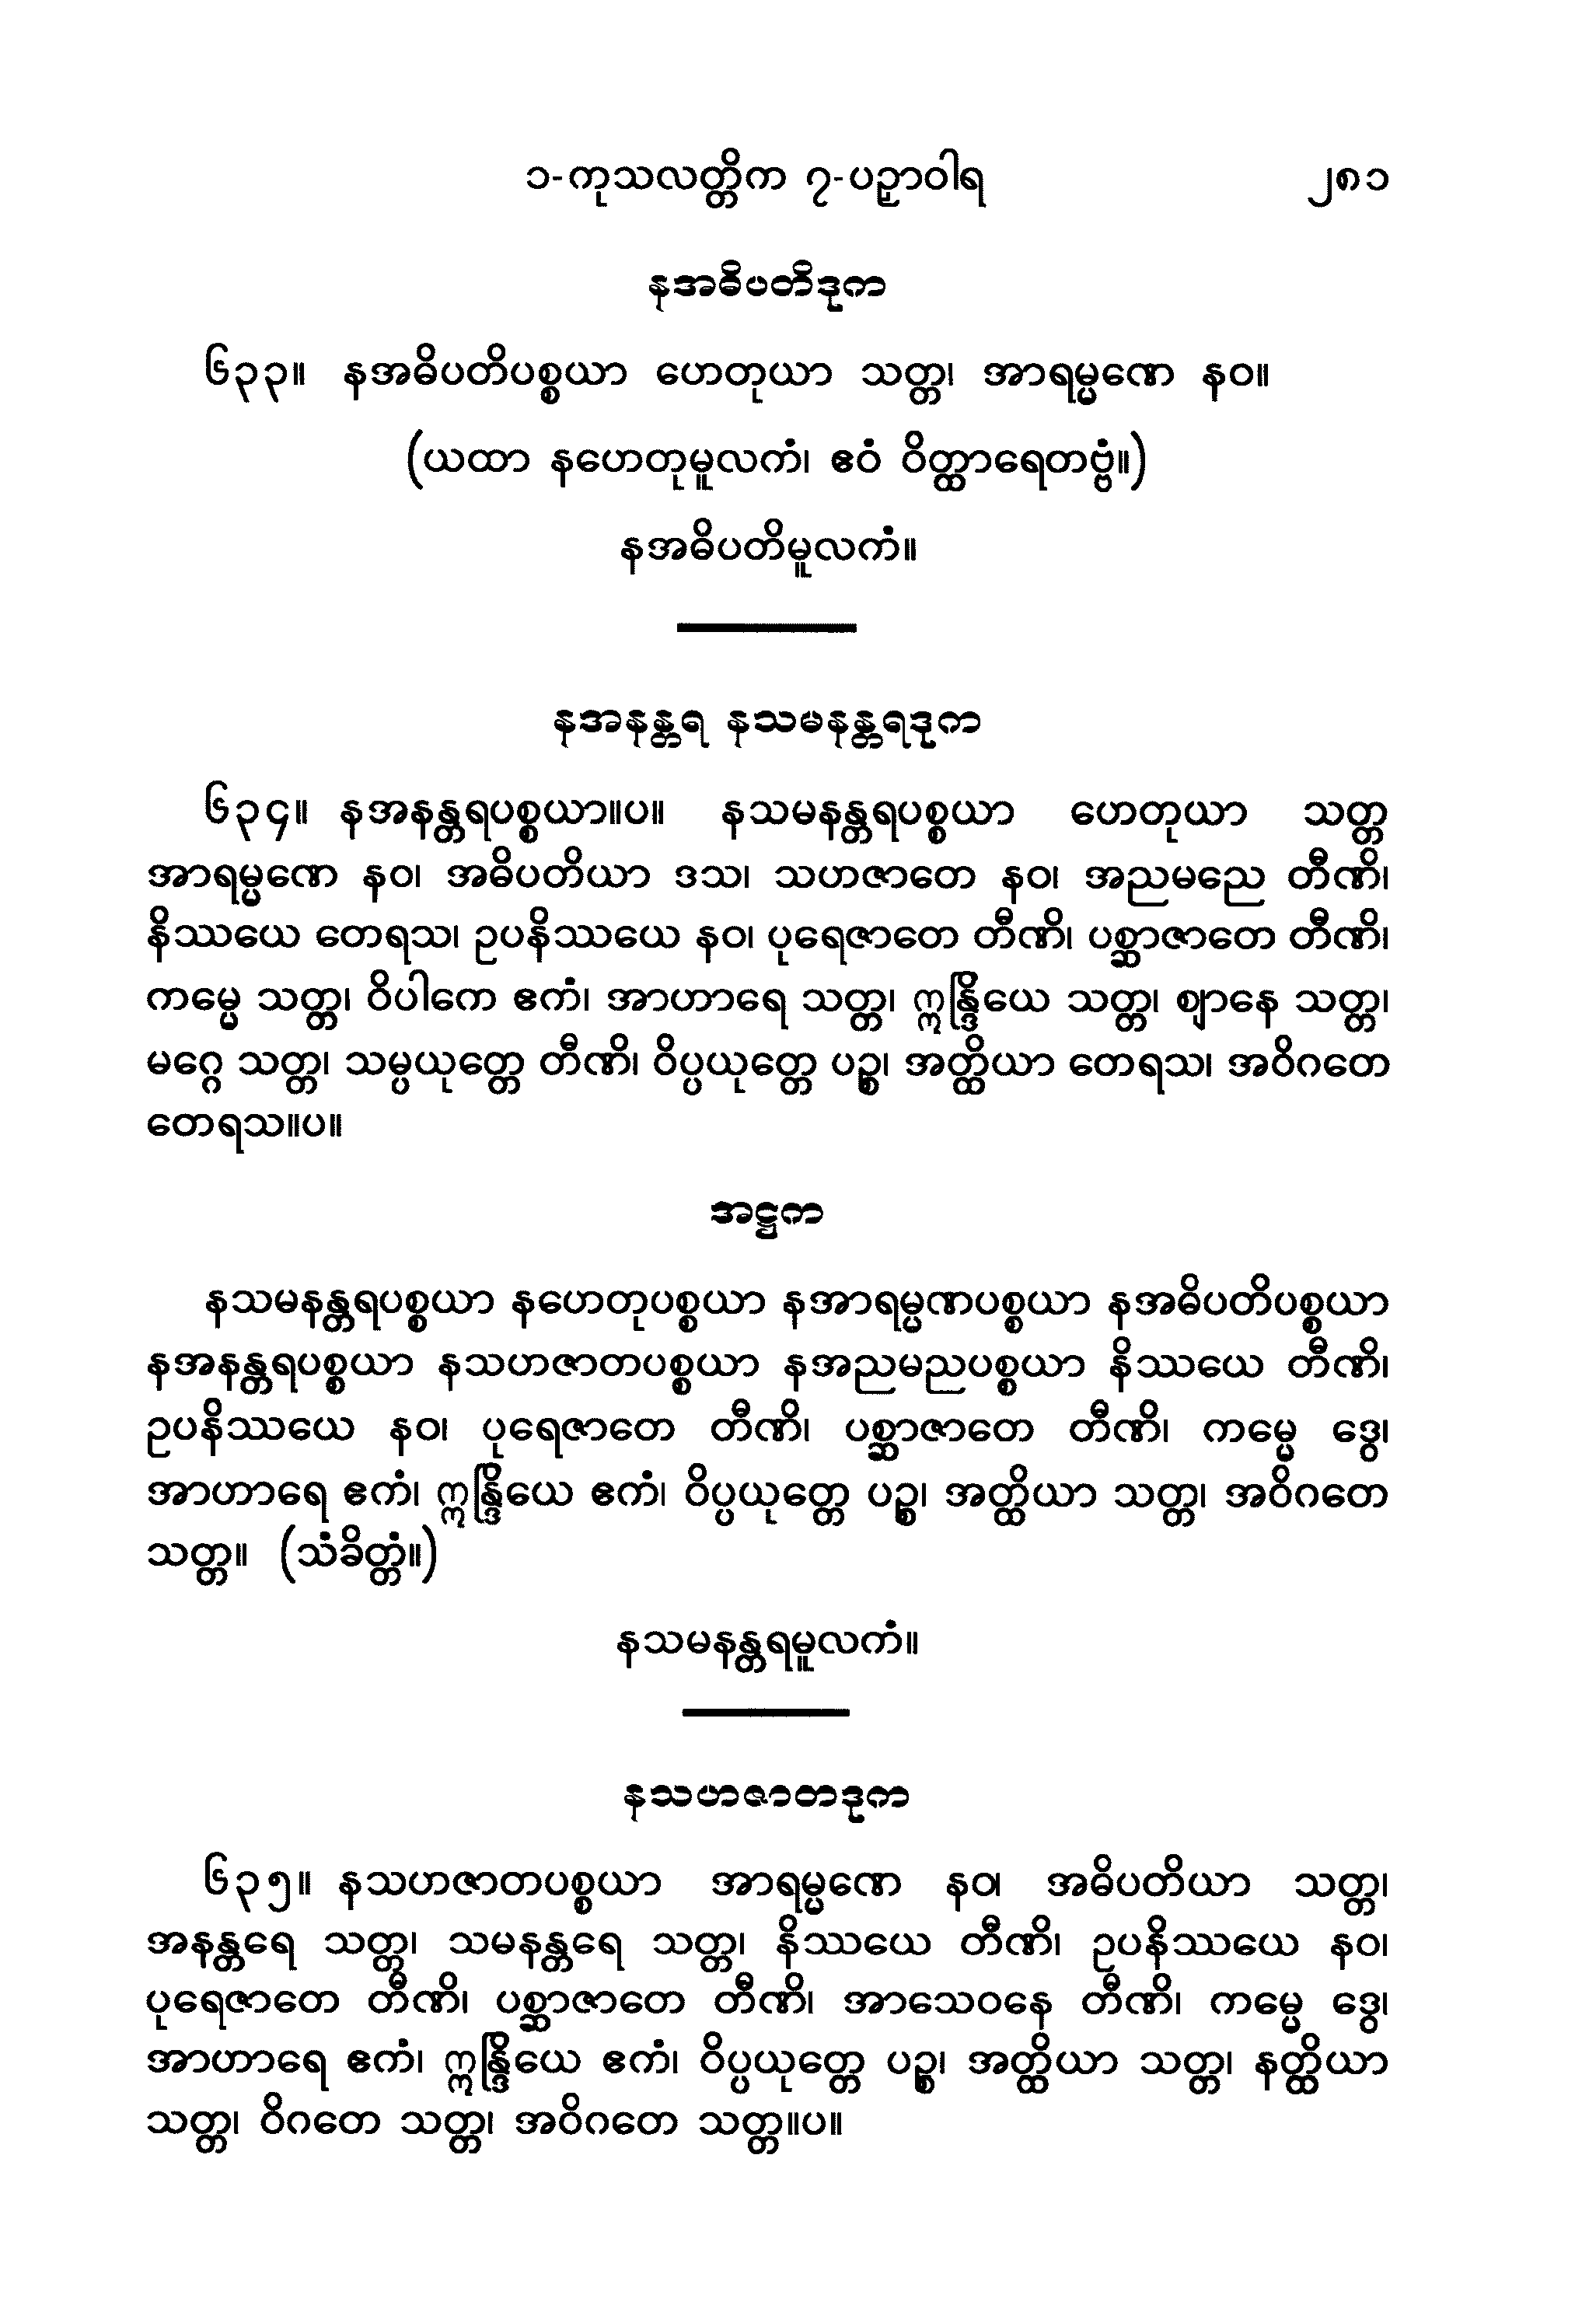 ၁-ကုသလတ္တိက ၇-ပဉှာဝါရ ၂၈၁
နအဓိပတိဒုက
၆၃၃။ နအဓိပတိပစ္စယာ ဟေတုယာ သတ္တ၊ အာရမ္မဏေ နဝ။
(ယထာ နဟေတုမူလကံ၊ ဧဝံ ဝိတ္ထာရေတဗ္ဗံ။)
နအဓိပတိမူလကံ။
နအနန္တရ နသမနန္တရဒုက
၆၃၄။ နအနန္တရပစ္စယာ။ပ။ နသမနန္တရပစ္စယာ ဟေတုယာ သတ္တ
အာရမ္မဏေ နဝ၊ အဓိပတိယာ ဒသ၊ သဟဇာတေ နဝ၊ အညမညေ တီဏိ၊
နိဿယေ တေရသ၊ ဥပနိဿယေ နဝ၊ ပုရေဇာတေ တီဏိ၊ ပစ္ဆာဇာတေ တီဏိ၊
ကမ္မေ သတ္တ၊ ဝိပါကေ ဧကံ၊ အာဟာရေ သတ္တ၊ ဣန္ဒြိယေ သတ္တ၊ ဈာနေ သတ္တ၊
မဂ္ဂေ သတ္တ၊ သမ္ပယုတ္တေ တီဏိ၊ ဝိပ္ပယုတ္တေ ပဉ္စ၊ အတ္ထိယာ တေရသ၊ အဝိဂတေ
တေရသ။ပ။
အဋ္ဌက
နသမနန္တရပစ္စယာ နဟေတုပစ္စယာ နအာရမ္မဏပစ္စယာ နအဓိပတိပစ္စယာ
နအနန္တရပစ္စယာ နသဟဇာတပစ္စယာ နအညမညပစ္စယာ နိဿယေ တီဏိ၊
ဥပနိဿယေ နဝ၊ ပုရေဇာတေ တီဏိ၊ ပစ္ဆာဇာတေ တီဏိ၊ ကမ္မေ ဒွေ၊
အာဟာရေ ဧကံ၊ ဣန္ဒြိယေ ဧကံ၊ ဝိပ္ပယုတ္တေ ပဉ္စ၊ အတ္ထိယာ သတ္တ၊ အဝိဂတေ
သတ္တ။ (သံခိတ္တံ။)
နသမနန္တရမူလကံ။
နသဟဇာတဒုက
၆၃၅။ နသဟဇာတပစ္စယာ အာရမ္မဏေ နဝ၊ အဓိပတိယာ သတ္တ၊
အနန္တရေ သတ္တ၊ သမနန္တရေ သတ္တ၊ နိဿယေ တီဏိ၊ ဥပနိဿယေ နဝ၊
ပုရေဇာတေ တီဏိ၊ ပစ္ဆာဇာတေ တီဏိ၊ အာသေဝနေ တီဏိ၊ ကမ္မေ ဒွေ၊
အာဟာရေ ဧကံ၊ ဣန္ဒြိယေ ဧကံ၊ ဝိပ္ပယုတ္တေ ပဉ္စ၊ အတ္ထိယာ သတ္တ၊ နတ္ထိယာ
သတ္တ၊ ဝိဂတေ သတ္တ၊ အဝိဂတေ သတ္တ။ပ။